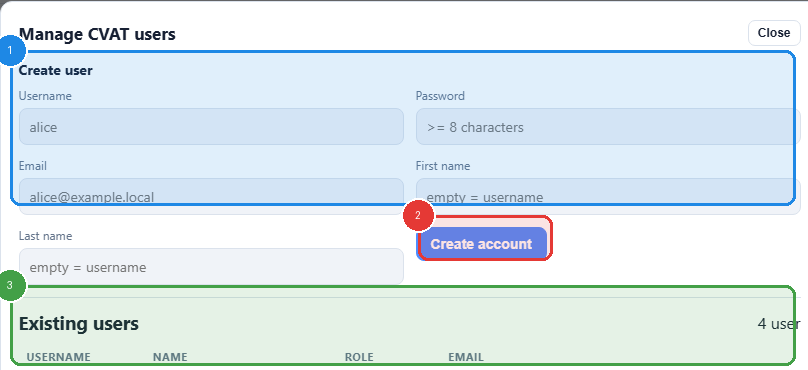 Manage CVAT users
Close
1
Create user
Username
Password
alice
>= 8 characters
Email
First name
alice@example.local
empty = username
2
Last name
Create account
empty = username
3
Existing users
4 user
USERNAME NAME ROLE EMAIL